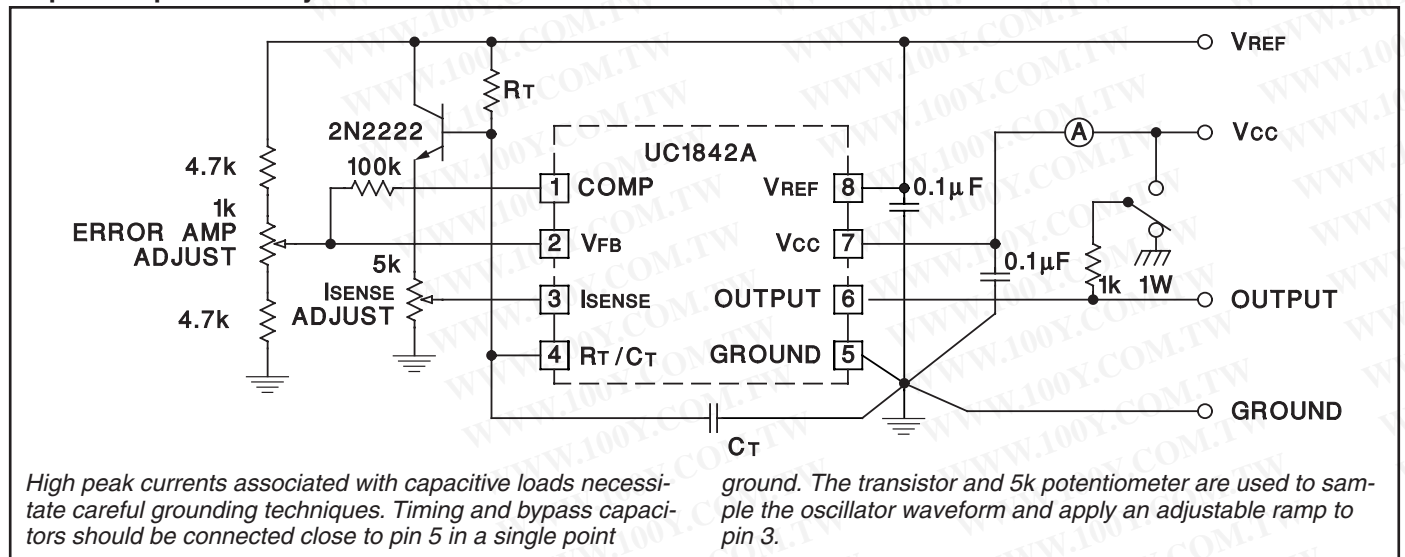 VREF
RT
2N2222
A
VCC
UC1842A
4.7k
100k
1 COMP
VREF 8
0.1µF
1k
ERROR AMP
ADJUST
2 VFB
VCC 7
0.1µF
5k
1k 1W
ISENSE
ADJUST
3 ISENSE
OUTPUT 6
OUTPUT
4.7k
4 RT/CT
GROUND 5
GROUND
CT
High peak currents associated with capacitive loads necessi-
tate careful grounding techniques. Timing and bypass capaci-
tors should be connected close to pin 5 in a single point
ground. The transistor and 5k potentiometer are used to sam-
ple the oscillator waveform and apply an adjustable ramp to
pin 3.
WWW.100Y.COM.TW